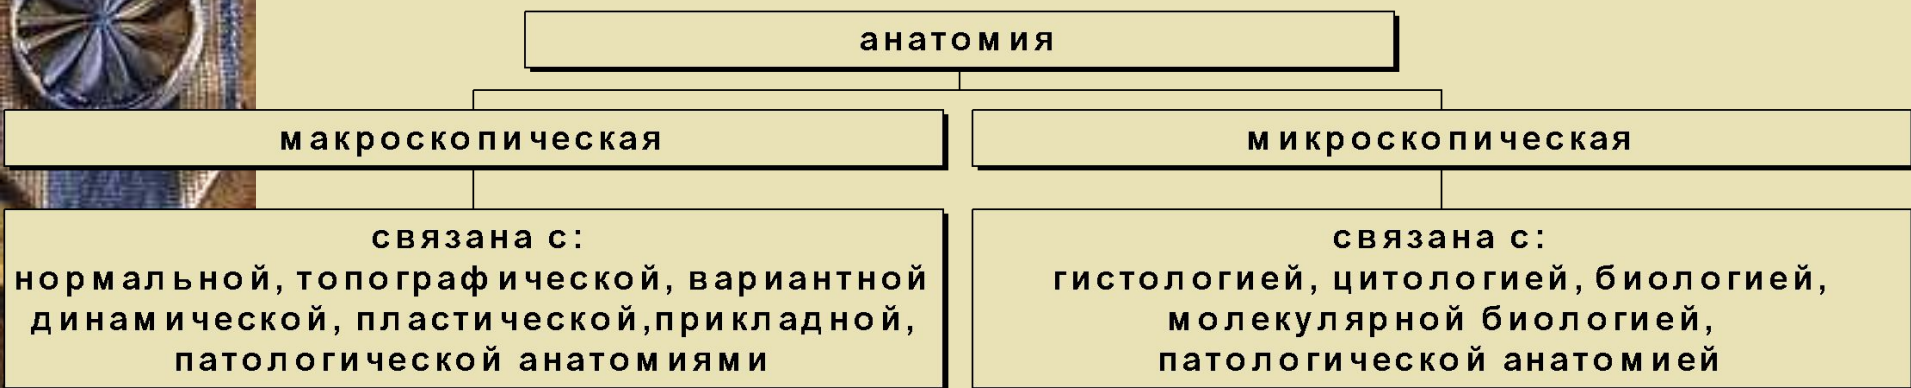 анатомия
макроскопическая
микроскопическая
связана с:
нормальной, топографической, вариантной
динамической, пластической,прикладной,
патологической анатомиями
связана с:
гистологией, цитологией, биологией,
молекулярной биологией,
патологической анатомией